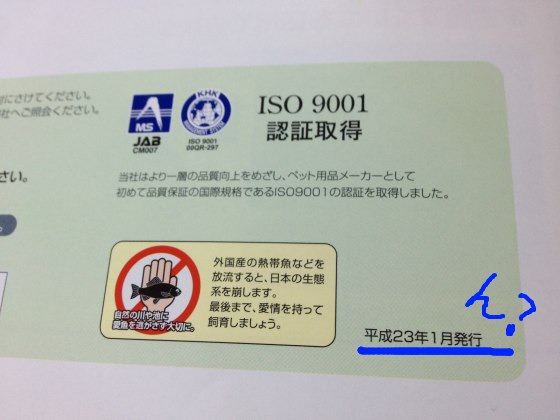 さけてください。
社へご照会ください。
さい。
MS
JAB
CM007
KHK
MANAGEMENT SYSTEM
ISO 9001
00QR-297
ISO 9001
認証取得
当社はより一層の品質向上をめざし、ペット用品メーカーとして
初めて品質保証の国際規格であるISO9001の認証を取得しました。
自然の川や池に
愛魚を逃がさず大切に。
外国産の熱帯魚などを
放流すると、日本の生態
系を崩します。
最後まで、愛情を持って
飼育しましょう。
ん?
平成23年1月発行